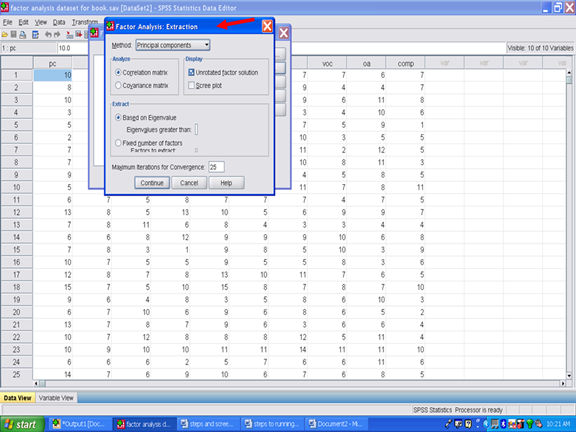 factor analysis dataset for book.sav [DataSet2] - SPSS Statistics Data Editor
File Edit View Data Transform
1 : pc 10.0 Visible: 10 of 10 Variables
Factor Analysis: Extraction
Method: Principal components
Analyze
Correlation matrix
Covariance matrix
Display
Unrotated factor solution
Scree plot
Extract
Based on Eigenvalue
Eigenvalues greater than:
Fixed number of factors
Factors to extract:
Maximum Iterations for Convergence: 25
Continue Cancel Help
pc voc oa comp var var var
1 10 7 7 6 7
2 8 9 4 4 7
3 10 9 6 11 8
4 3 4 10 6
5 6 7 5 9 1
6 2 10 3 5 5
7 7 11 2 12 5
8 7 10 8 11 3
9 9 4 5 8 5
10 5 11 7 8 11
11 6 7 4 7 5
12 13 8 5 13 10 5 6 9 9 7
13 7 8 11 6 8 4 3 3 4 4
14 6 6 8 12 9 9 9 10 6 8
15 7 8 3 1 9 8 5 10 3 9
16 10 7 5 5 9 5 5 8 3 6
17 12 8 7 8 13 10 11 7 6 5
18 15 8 7 8 7 10
19 9 6 4 8 3 5 8 6 10 3
20 6 7 10 6 9 6 8 6 5 2
21 13 8 7 9 6 3 6 6 4
22 10 7 12 8 8 8 12 5 11 4
23 10 9 10 10 11 11 14 11 11 10
24 6 6 6 2 5 7 6 6 11 6
25 14 7 6 9 10 6 7 6 8 5
Data View Variable View
SPSS Statistics Processor is ready
start *Output1 [Doc... factor analysis d... steps and scree... steps to running... Document2 - Mi... 10:21 AM